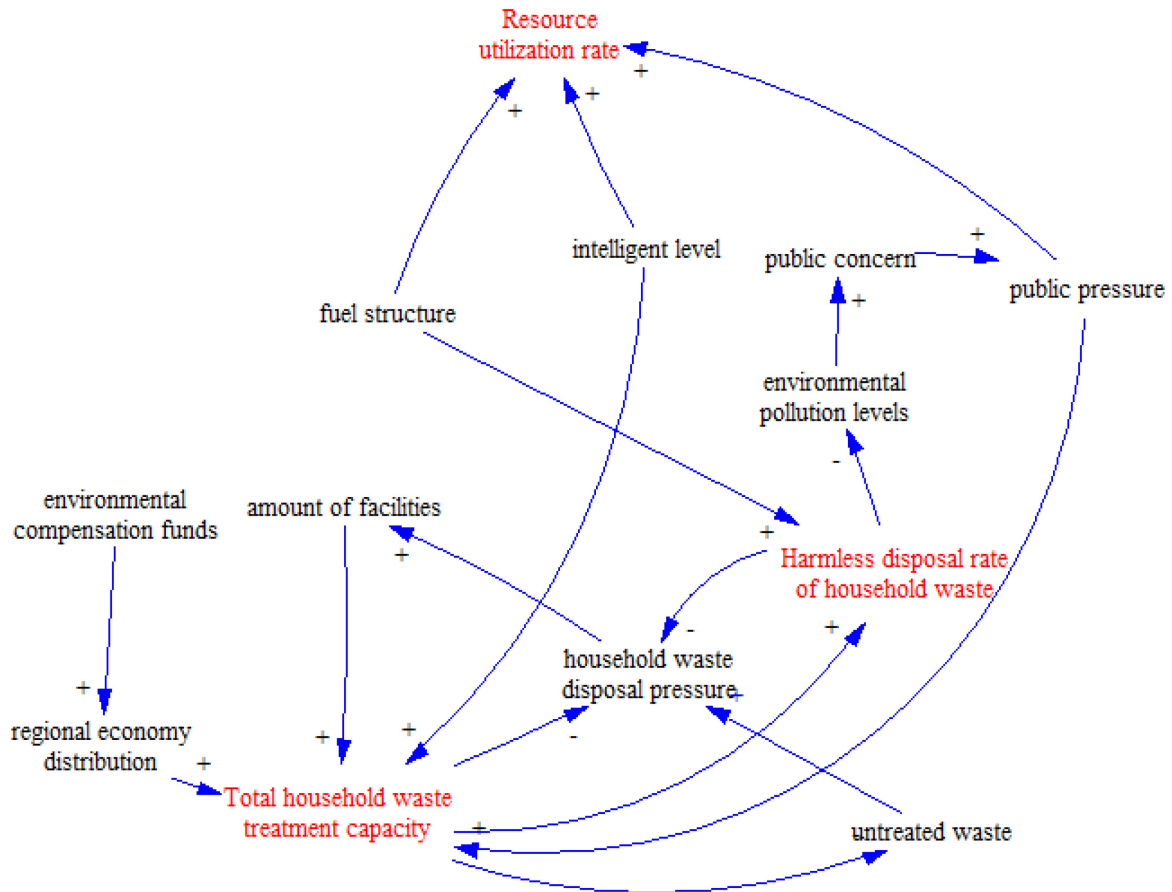 Resource
utilization rate
+
+
+
intelligent level
+
public concern
public pressure
+
fuel structure
environmental
pollution levels
-
environmental
compensation funds
amount of facilities
+
+
Harmless disposal rate
of household waste
-
+
household waste
disposal pressure
+
+
regional economy
distribution
+
+
+
-
Total household waste
treatment capacity
+
untreated waste
-